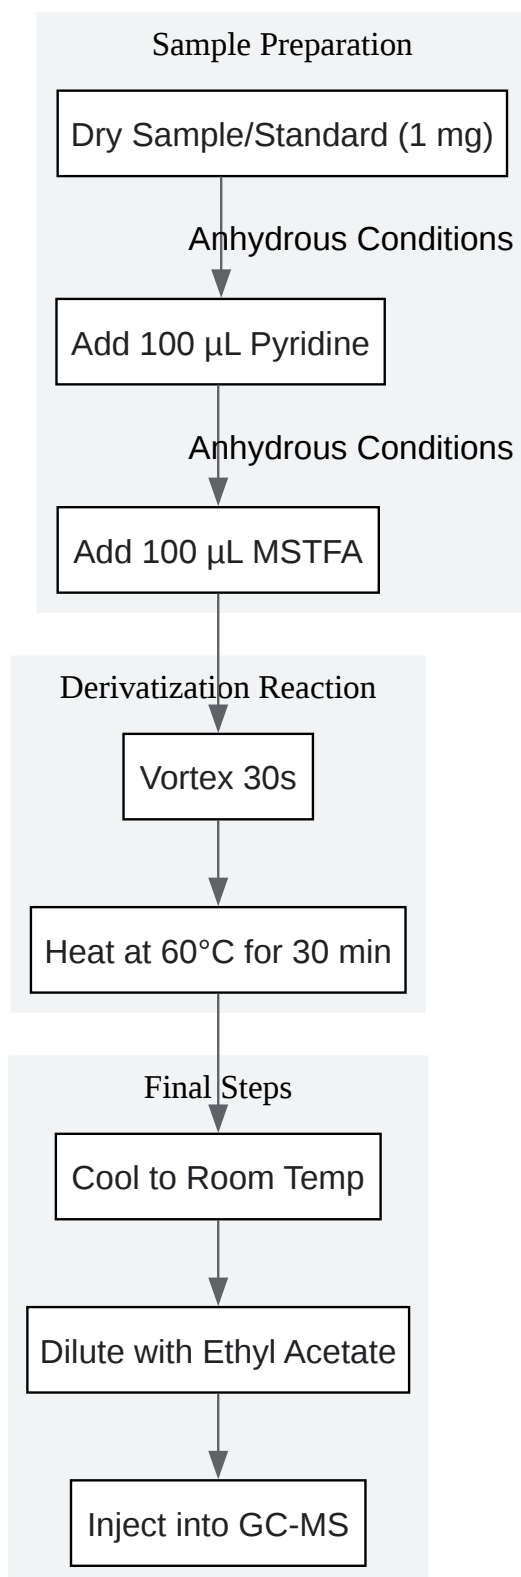 Sample Preparation
Dry Sample/Standard (1 mg)
Anhydrous Conditions
Add 100 µL Pyridine
Anhydrous Conditions
Add 100 µL MSTFA
Derivatization Reaction
Vortex 30s
Heat at 60°C for 30 min
Final Steps
Cool to Room Temp
Dilute with Ethyl Acetate
Inject into GC-MS